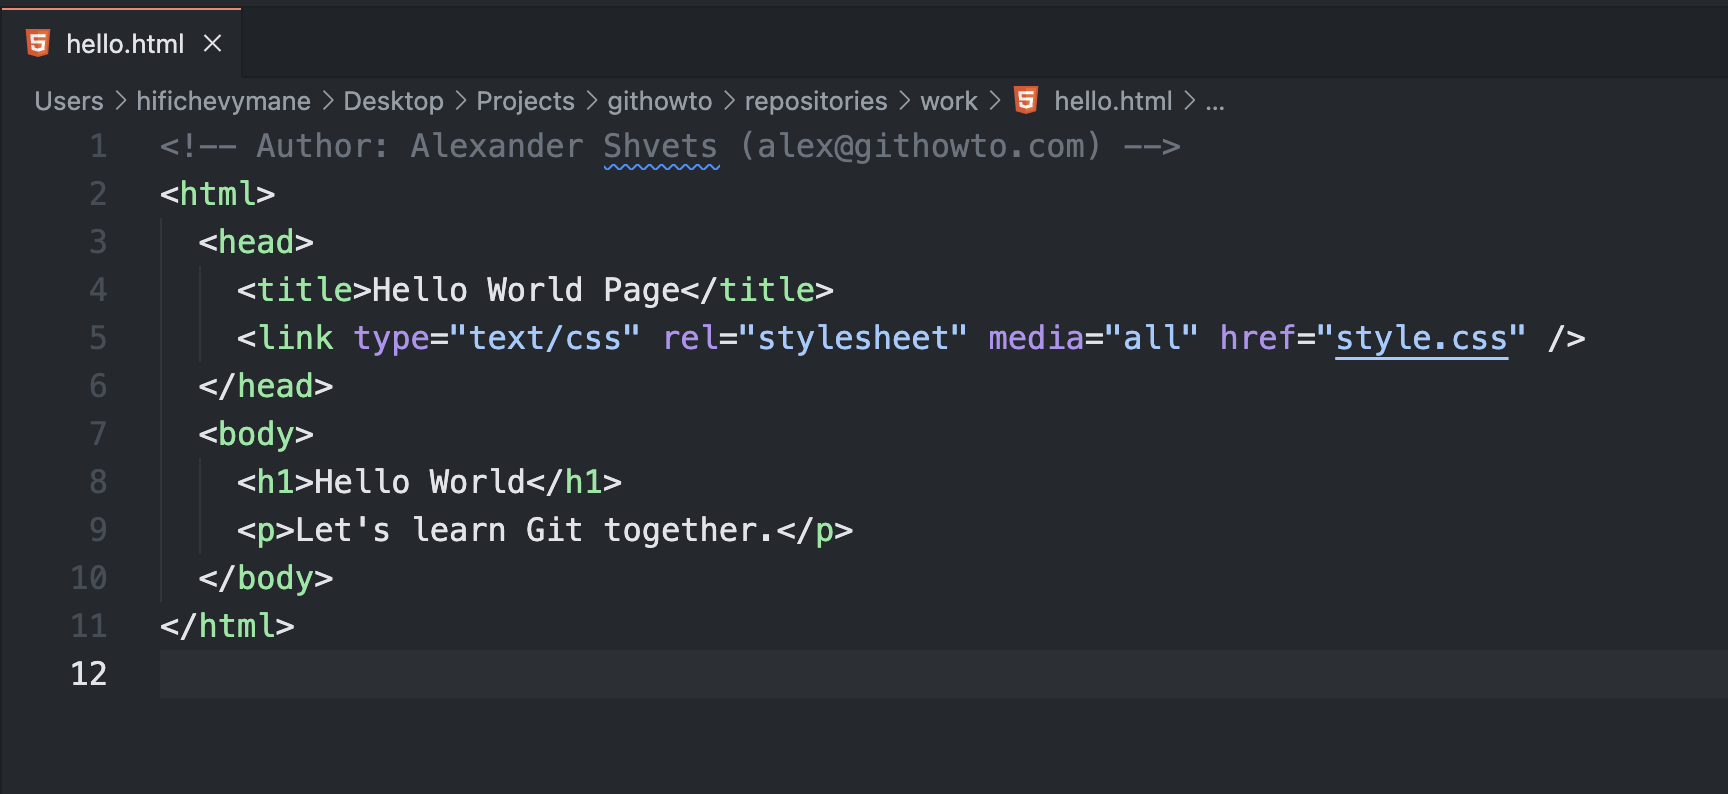 hello.html ×
Users > hifichevymane > Desktop > Projects > githowto > repositories > work > hello.html > ...
1 <!-- Author: Alexander Shvets (alex@githowto.com) -->
2 <html>
3   <head>
4     <title>Hello World Page</title>
5     <link type="text/css" rel="stylesheet" media="all" href="style.css" />
6   </head>
7   <body>
8     <h1>Hello World</h1>
9     <p>Let's learn Git together.</p>
10   </body>
11 </html>
12